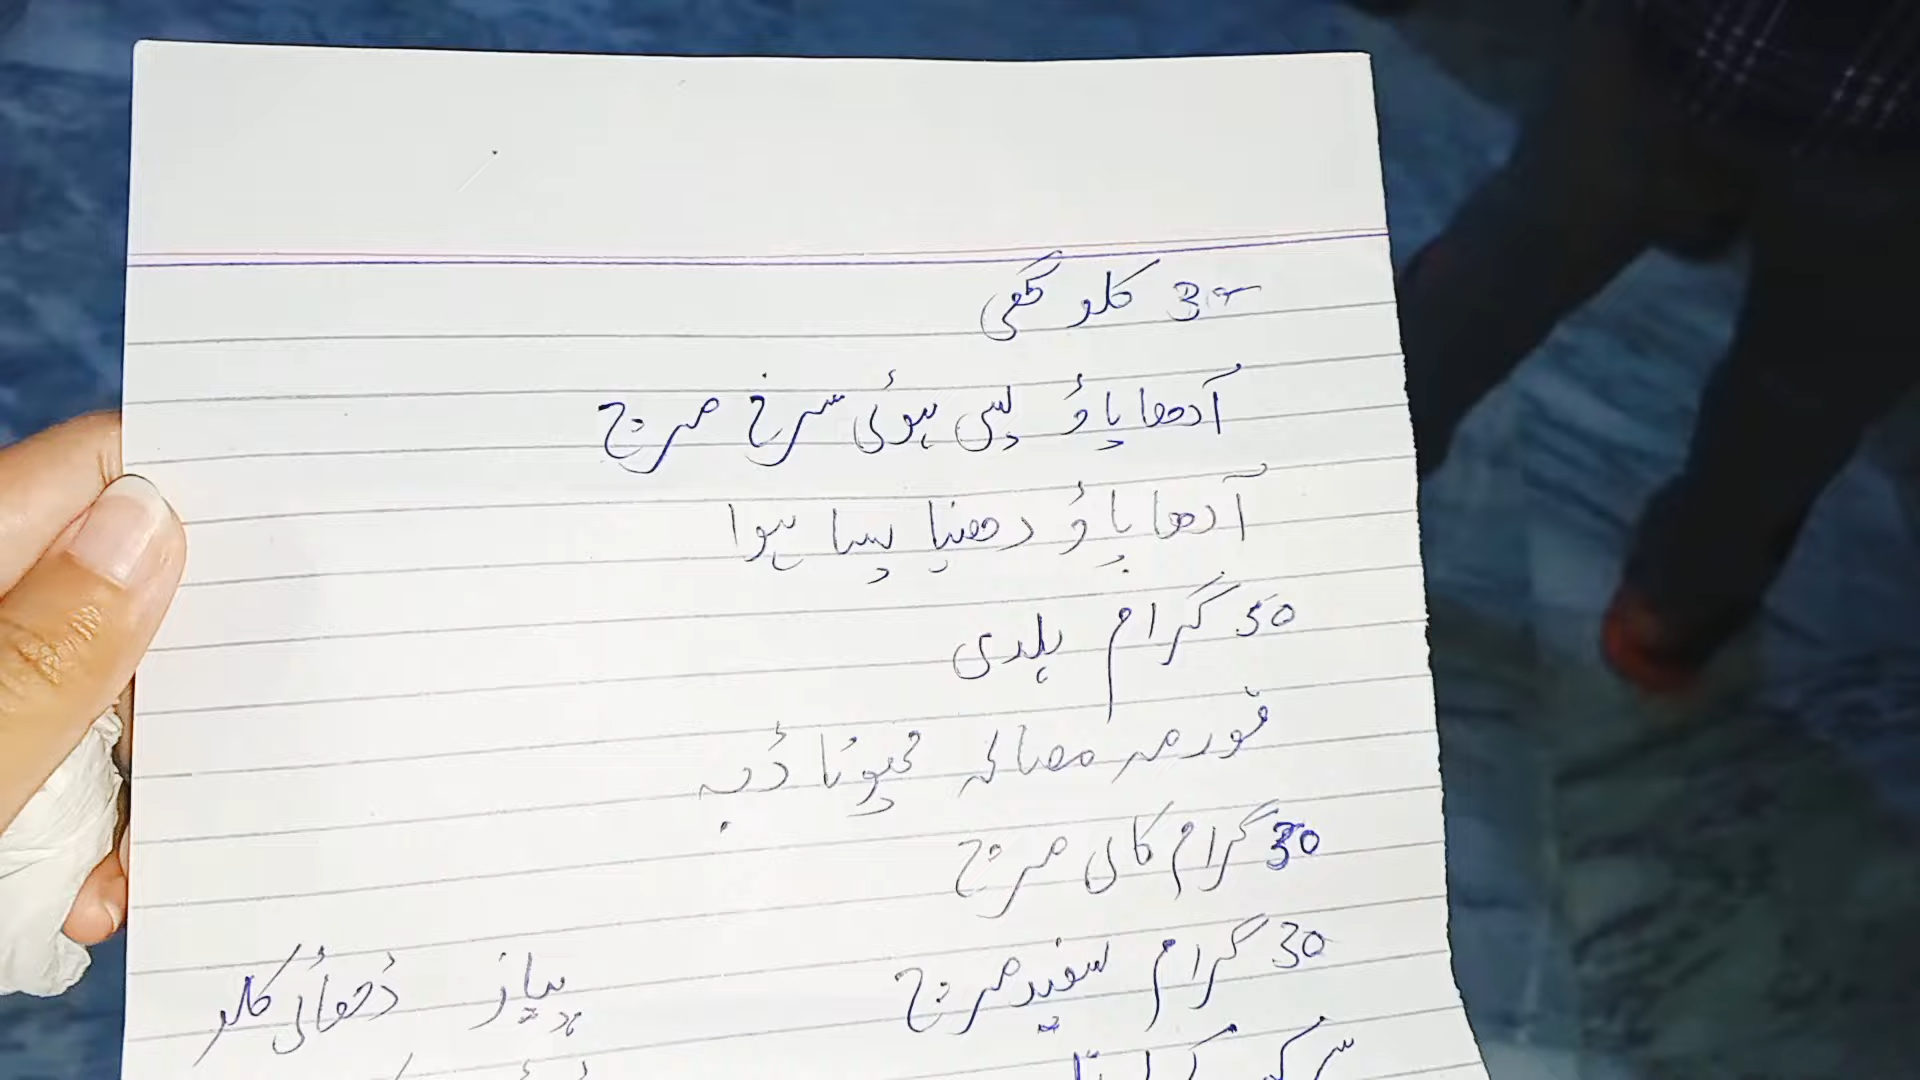 3 کلو گھی
آدھا پاؤ پسی ہوئی سرخ مرچ
آدھا پاؤ دھنیا پسا ہوا
50 گرام ہلدی
قورمہ مصالحہ چھوٹا ڈبہ
30 گرام کالی مرچ
30 گرام سفید مرچ
پیاز ڈھائی کلو